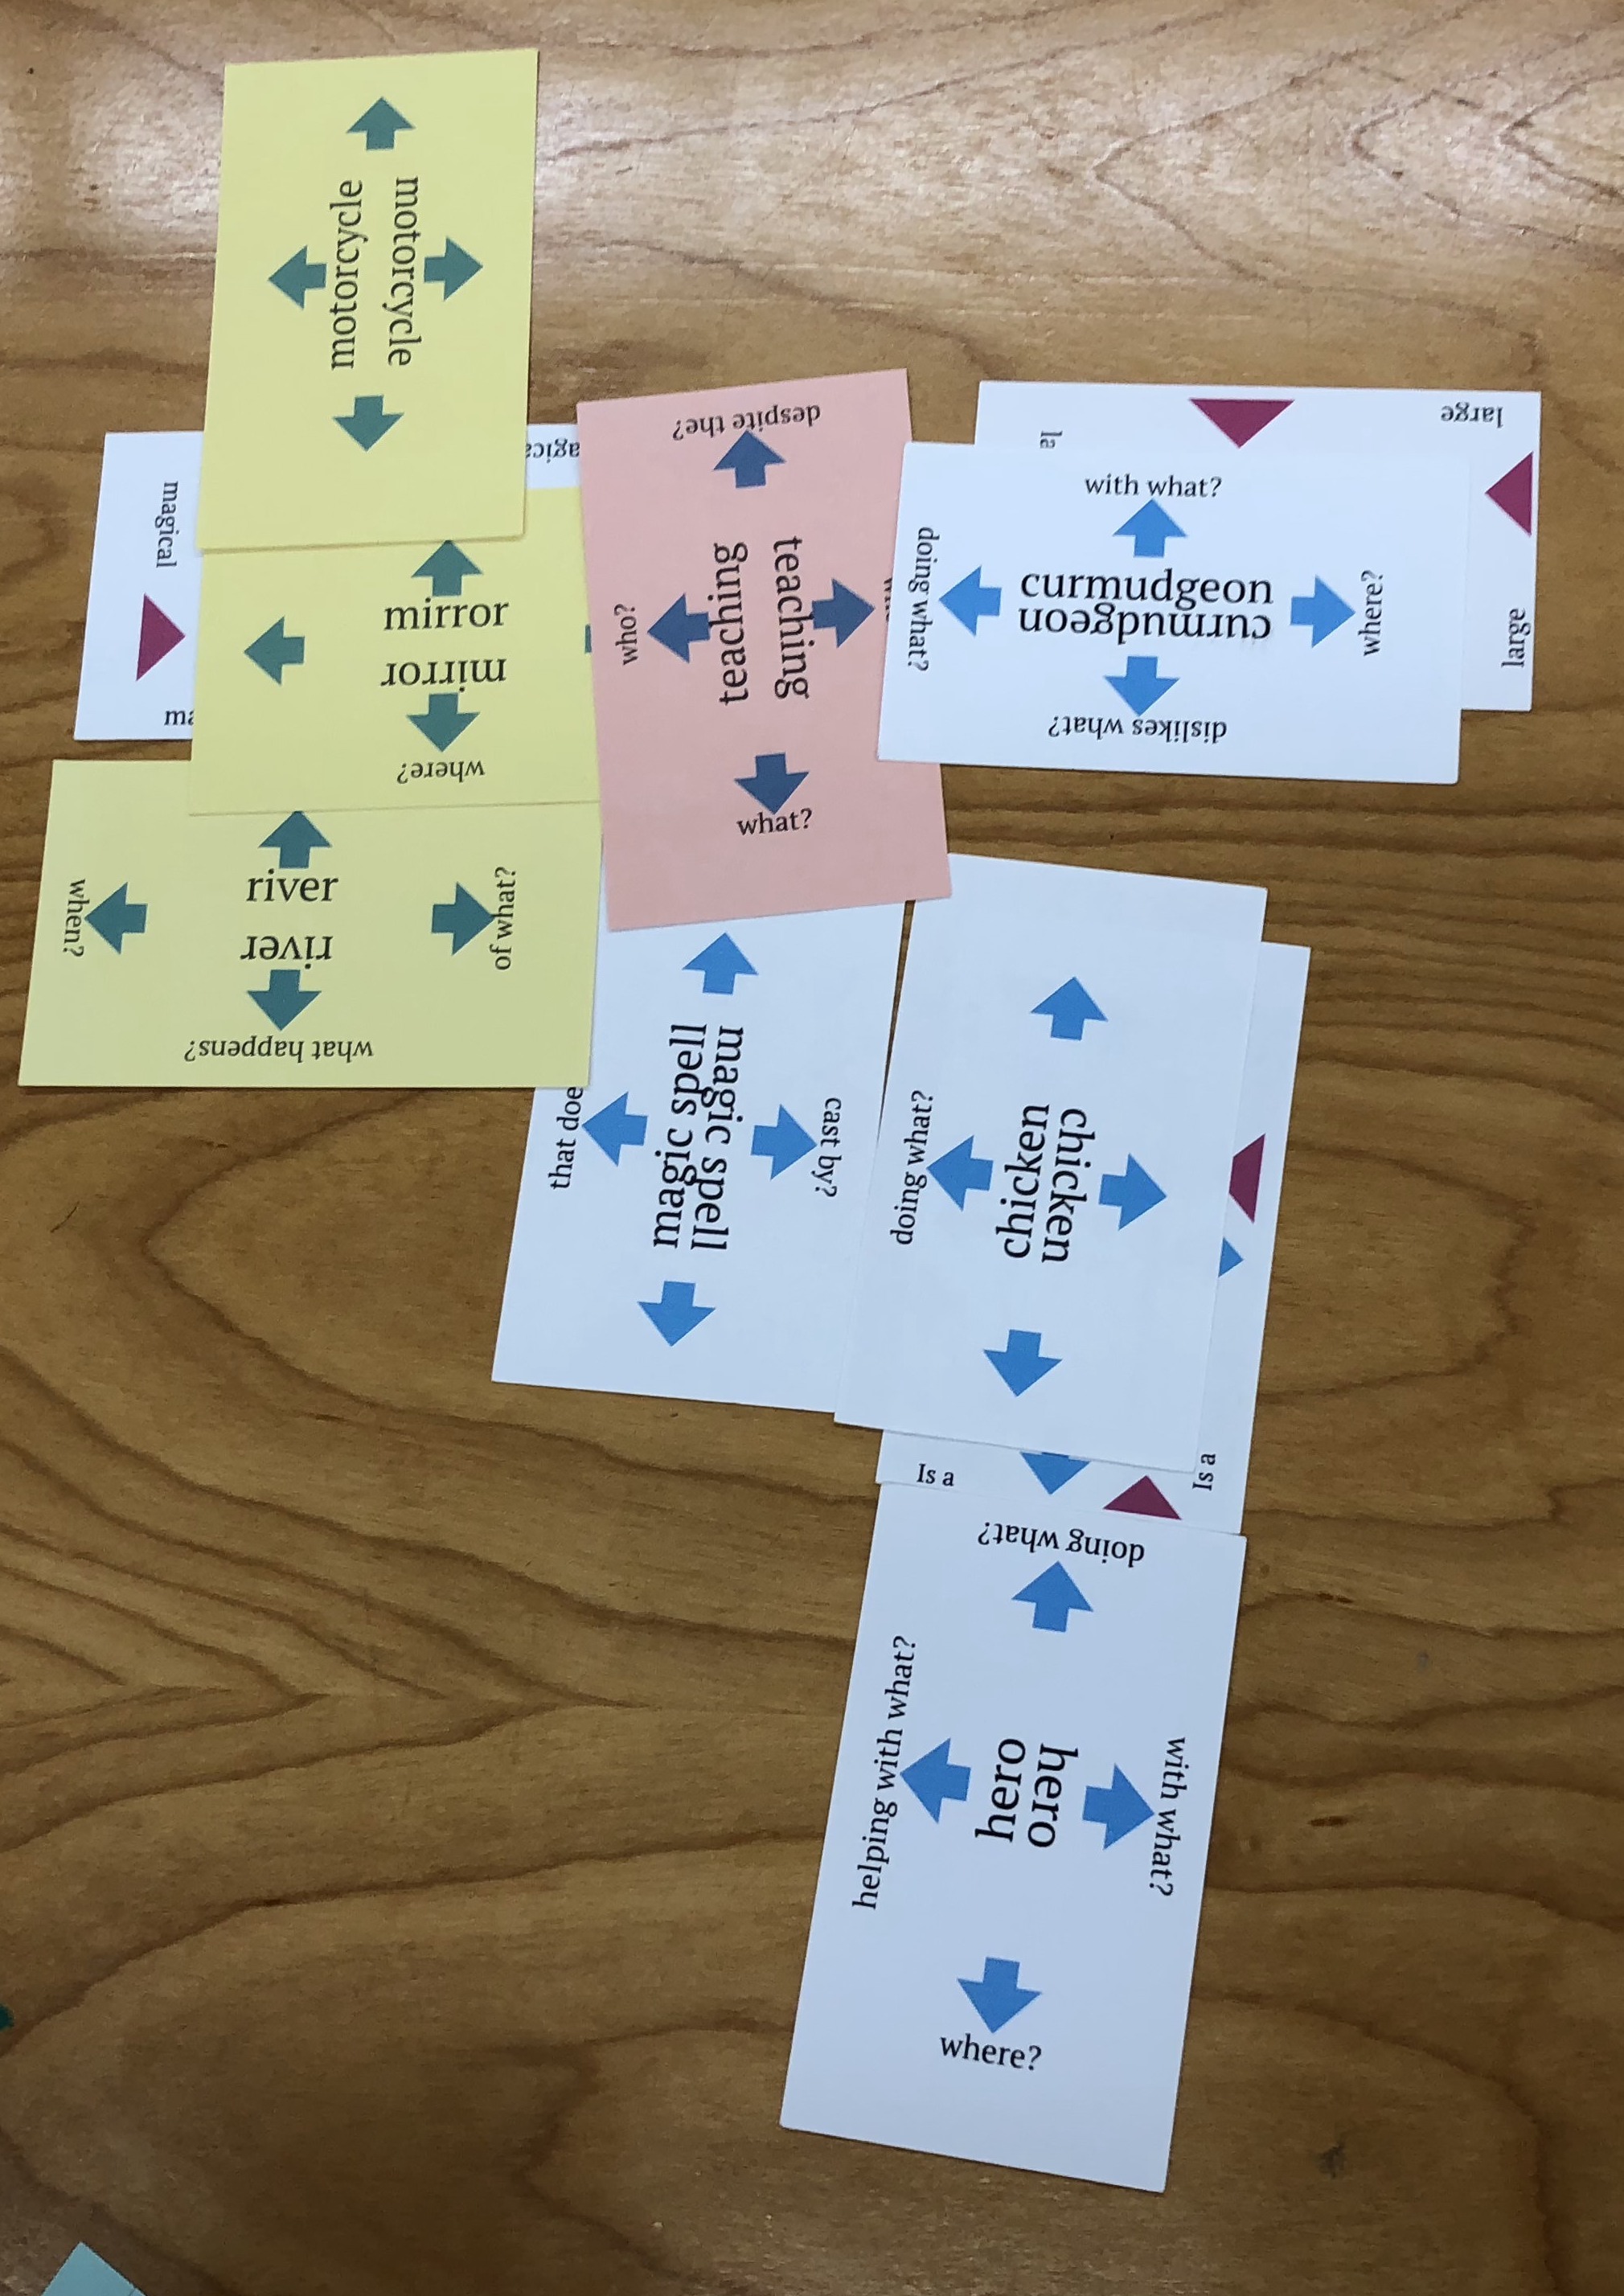 motorcycle
motorcycle
magical
agica
ma
mirror
mirror
where?
despite the?
who?
teaching
teaching
what?
large
la
large
with what?
doing what?
curmudgeon
curmudgeon
where?
dislikes what?
when?
river
river
of what?
what happens?
that doe
magic spell
magic spell
cast by?
doing what?
chicken
chicken
Is a
Is a
doing what?
helping with what?
hero
hero
with what?
where?